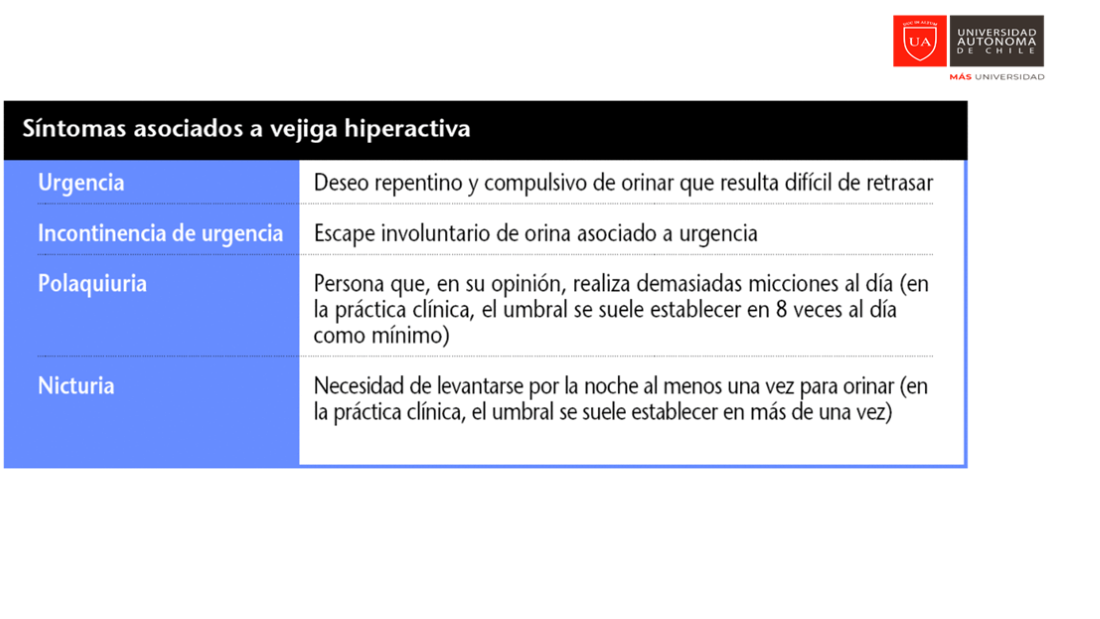 UA
UNIVERSIDAD
AUTONOMA
DE CHILE
MÁS UNIVERSIDAD
Síntomas asociados a vejiga hiperactiva
Urgencia
Deseo repentino y compulsivo de orinar que resulta difícil de retrasar
Incontinencia de urgencia
Escape involuntario de orina asociado a urgencia
Polaquiuria
Persona que, en su opinión, realiza demasiadas micciones al día (en
la práctica clínica, el umbral se suele establecer en 8 veces al día
como mínimo)
Nicturia
Necesidad de levantarse por la noche al menos una vez para orinar (en
la práctica clínica, el umbral se suele establecer en más de una vez)